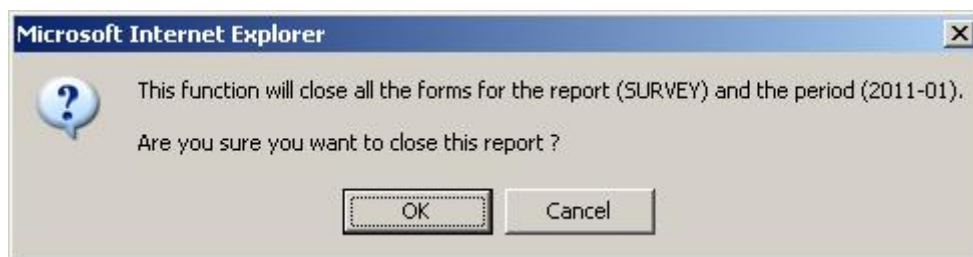 Microsoft Internet Explorer
This function will close all the forms for the report (SURVEY) and the period (2011-01).
Are you sure you want to close this report ?
OK
Cancel